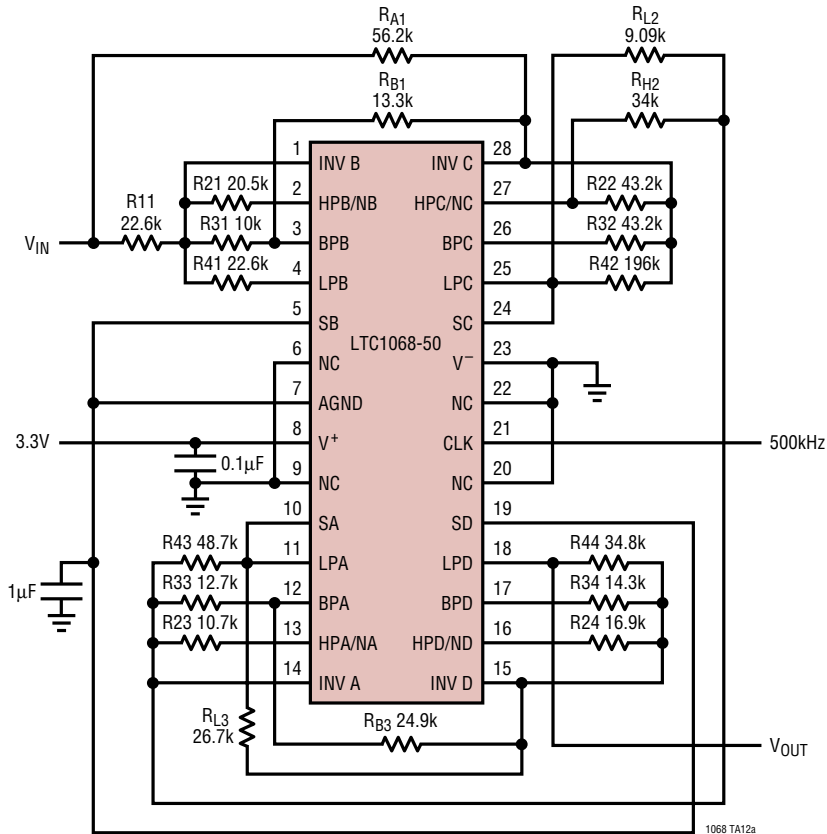 RA1
56.2k
RL2
9.09k
RB1
13.3k
RH2
34k
1 INV B INV C 28
R21 20.5k 2 HPB/NB HPC/NC 27 R22 43.2k
R11
22.6k
VIN
R31 10k 3 BPB BPC 26 R32 43.2k
R41 22.6k 4 LPB LPC 25 R42 196k
5 SB SC 24
LTC1068-50
6 NC V− 23
7 AGND NC 22
3.3V 8 V+ CLK 21 500kHz
0.1µF 9 NC NC 20
10 SA SD 19
R43 48.7k 11 LPA LPD 18 R44 34.8k
1µF
R33 12.7k 12 BPA BPD 17 R34 14.3k
R23 10.7k 13 HPA/NA HPD/ND 16 R24 16.9k
14 INV A INV D 15
RL3
26.7k
RB3 24.9k
VOUT
1068 TA12a